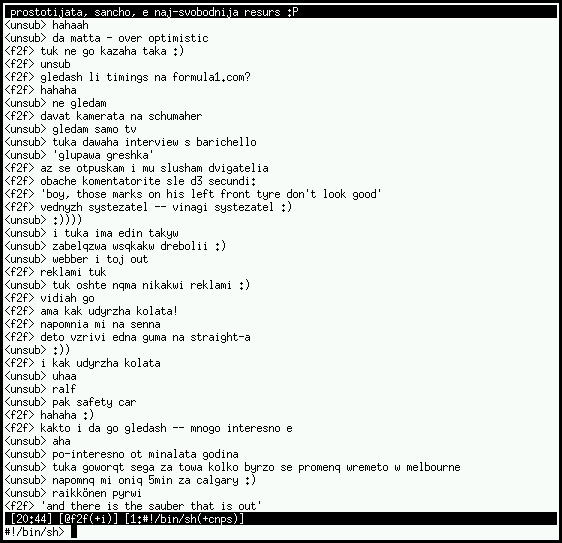 prostotijata, sancho, e naj-svobodnija resurs :P
<unsub> hahaah
<unsub> da matta - over optimistic
<f2f> tuk ne go kazaha taka :)
<f2f> unsub
<f2f> gledash li timings na formula1.com?
<f2f> hahaha
<unsub> ne gledam
<f2f> davat kamerata na schumaher
<unsub> gledam samo tv
<unsub> tuka dawaha interview s barichello
<unsub> 'glupawa greshka'
<f2f> az se otpuskam i mu slusham dvigatelia
<f2f> obache komentatorite sle d3 secundi:
<f2f> 'boy, those marks on his left front tyre don't look good'
<f2f> vednyzh systezatel -- vinagi systezatel :)
<unsub> :))))
<unsub> i tuka ima edin takyw
<unsub> zabelqzwa wsqkakw drebolii :)
<unsub> webber i toj out
<f2f> reklami tuk
<unsub> tuk oshte nqma nikakwi reklami :)
<f2f> vidiah go
<f2f> ama kak udyrzha kolata!
<f2f> napomnia mi na senna
<f2f> deto vzrivi edna guma na straight-a
<unsub> :))
<f2f> i kak udyrzha kolata
<unsub> uhaa
<unsub> ralf
<unsub> pak safety car
<f2f> hahaha :)
<f2f> kakto i da go gledash -- mnogo interesno e
<unsub> aha
<unsub> po-interesno ot minalata godina
<unsub> tuka goworqt sega za towa kolko byrzo se promenq wremeto w melbourne
<unsub> napomnq mi oniq 5min za calgary :)
<unsub> raikkönen pyrwi
<f2f> 'and there is the sauber that is out'
[20:44] [@f2f(+i)] [1:#!/bin/sh(+cnps)]
#!/bin/sh>